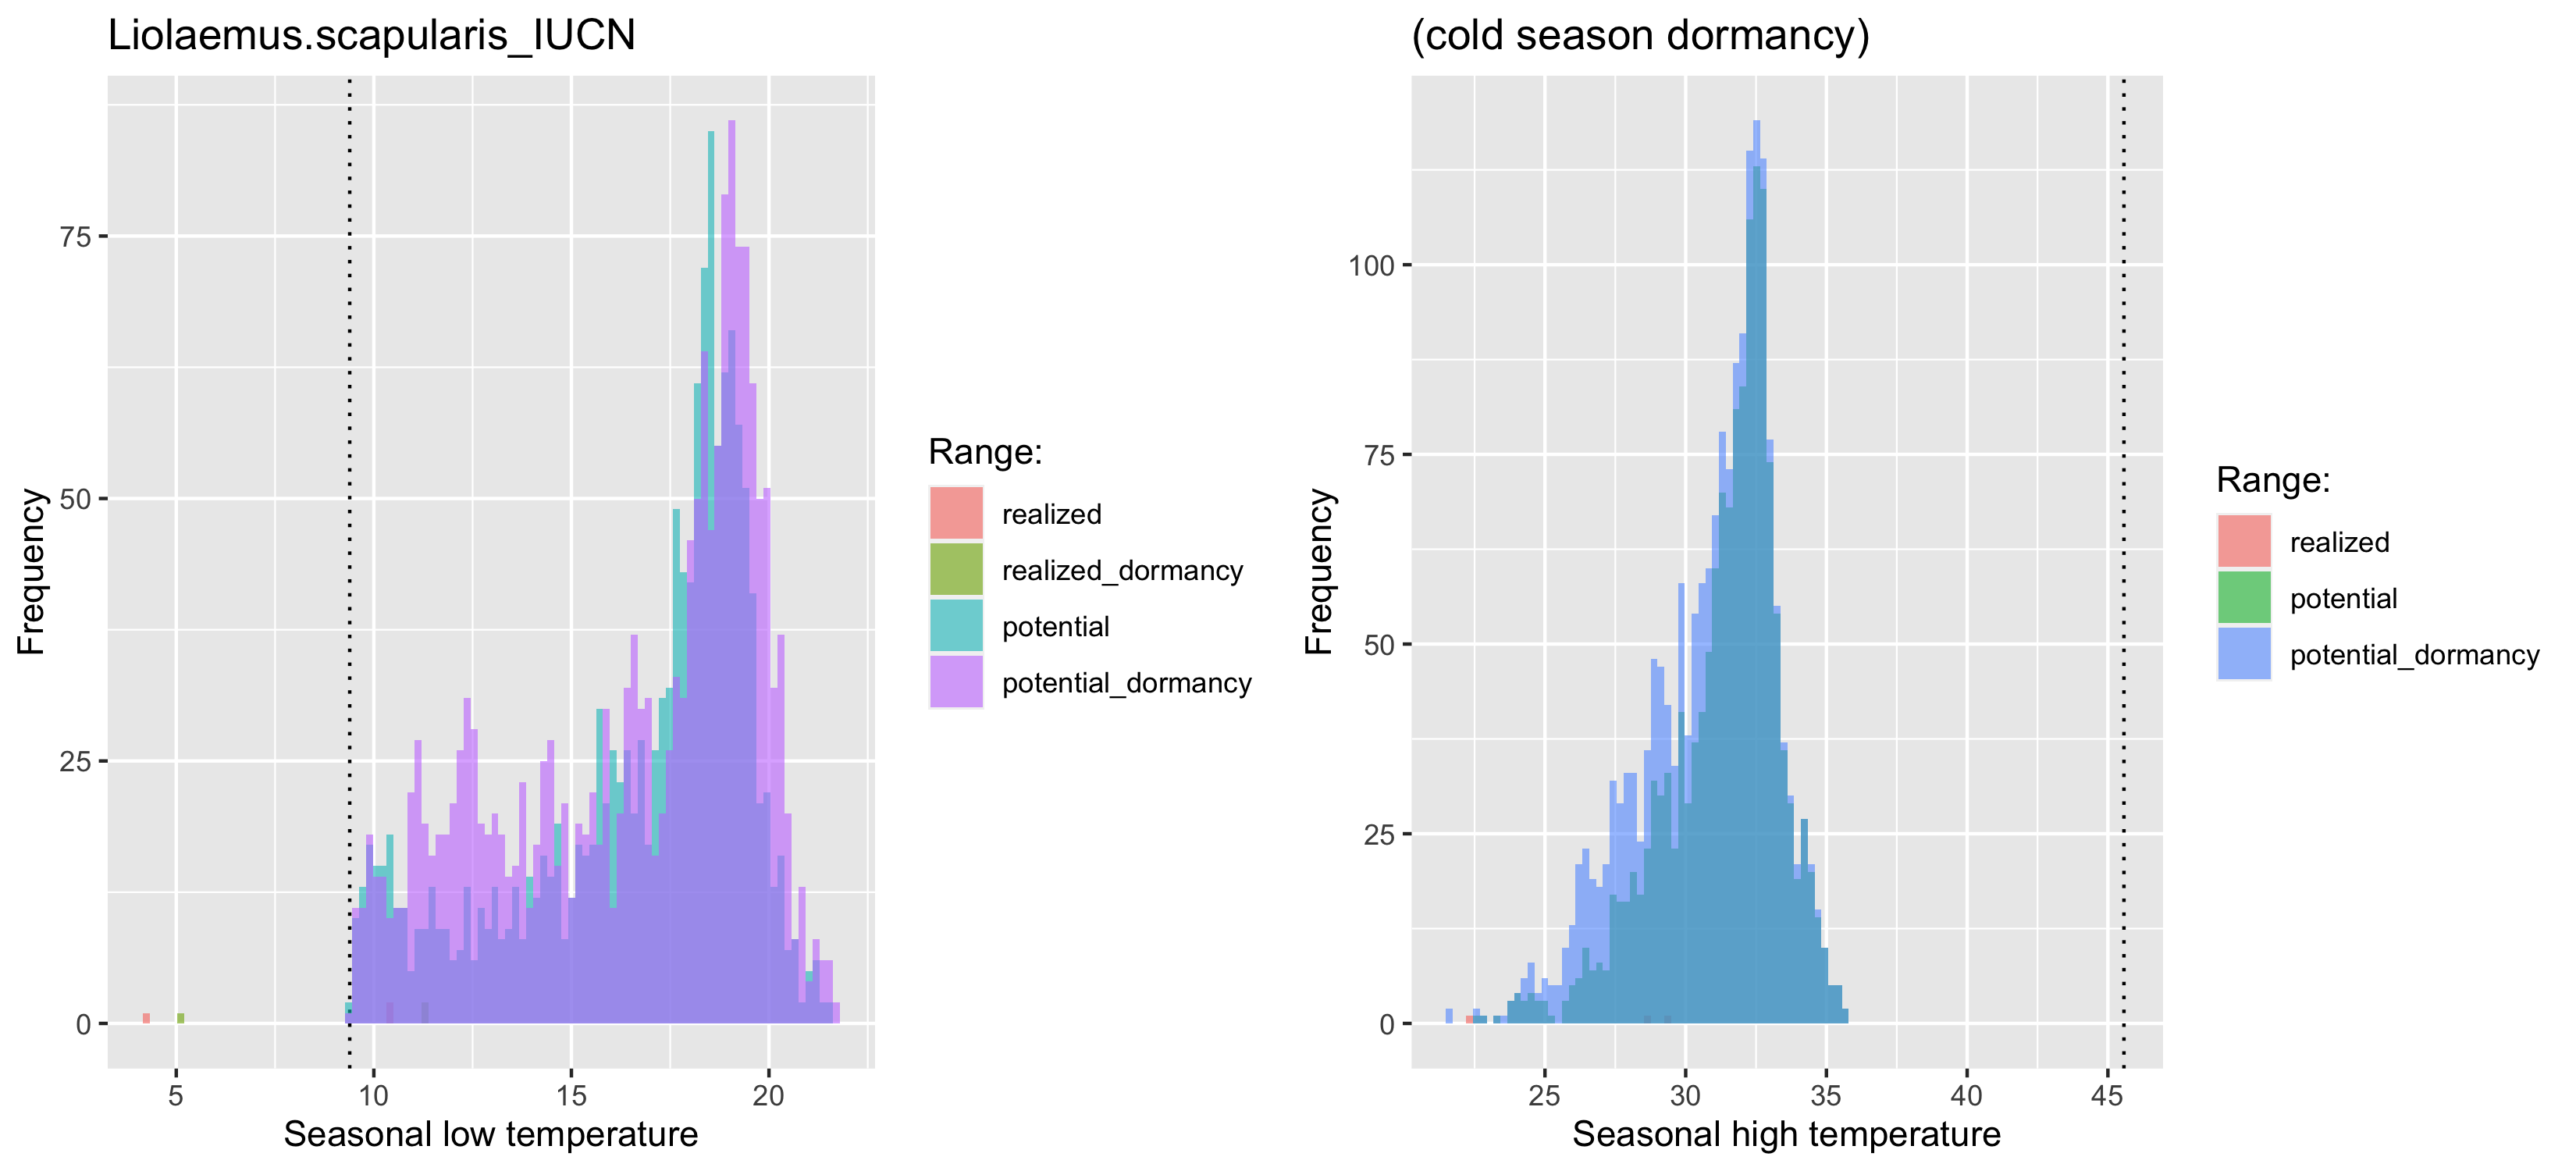 Liolaemus.scapularis_IUCN
Frequency
75
50
25
0
5 10 15 20
Seasonal low temperature
Range:
realized
realized_dormancy
potential
potential_dormancy
(cold season dormancy)
Frequency
100
75
50
25
0
25 30 35 40 45
Seasonal high temperature
Range:
realized
potential
potential_dormancy